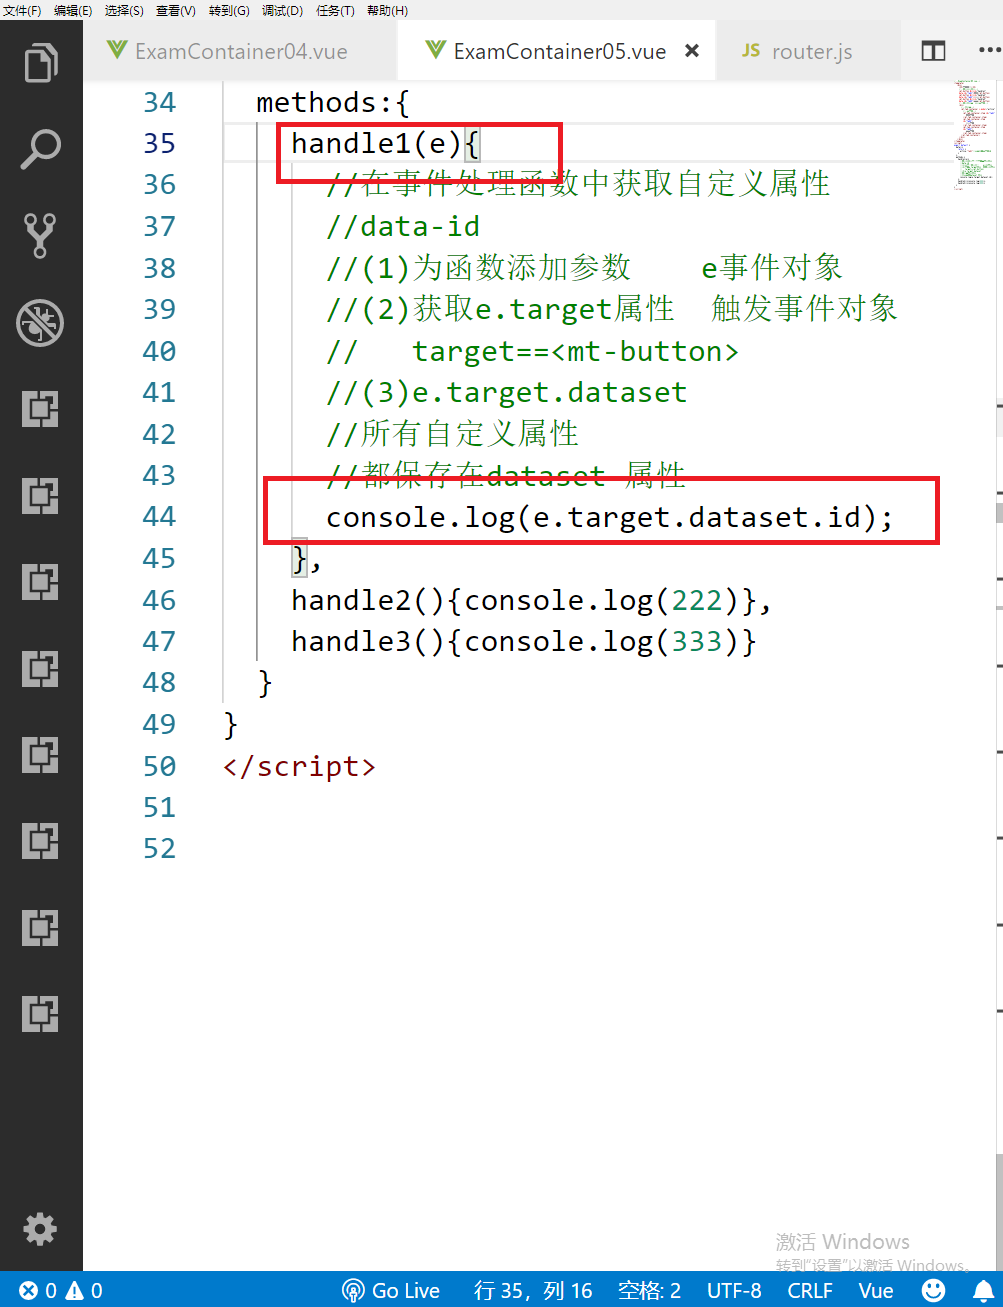 文件(F) 编辑(E) 选择(S) 查看(V) 转到(G) 调试(D) 任务(T) 帮助(H)
ExamContainer04.vue ExamContainer05.vue JS router.js
34 methods:{
35 handle1(e){
36 //在事件处理函数中获取自定义属性
37 //data-id
38 //(1)为函数添加参数 e事件对象
39 //(2)获取e.target属性 触发事件对象
40 // target==<mt-button>
41 //(3)e.target.dataset
42 //所有自定义属性
43 //都保存在dataset 属性
44 console.log(e.target.dataset.id);
45 },
46 handle2(){console.log(222)},
47 handle3(){console.log(333)}
48 }
49 }
50 </script>
51
52
激活 Windows
转到"设置"以激活 Windows。
0 0 Go Live 行 35，列 16 空格: 2 UTF-8 CRLF Vue